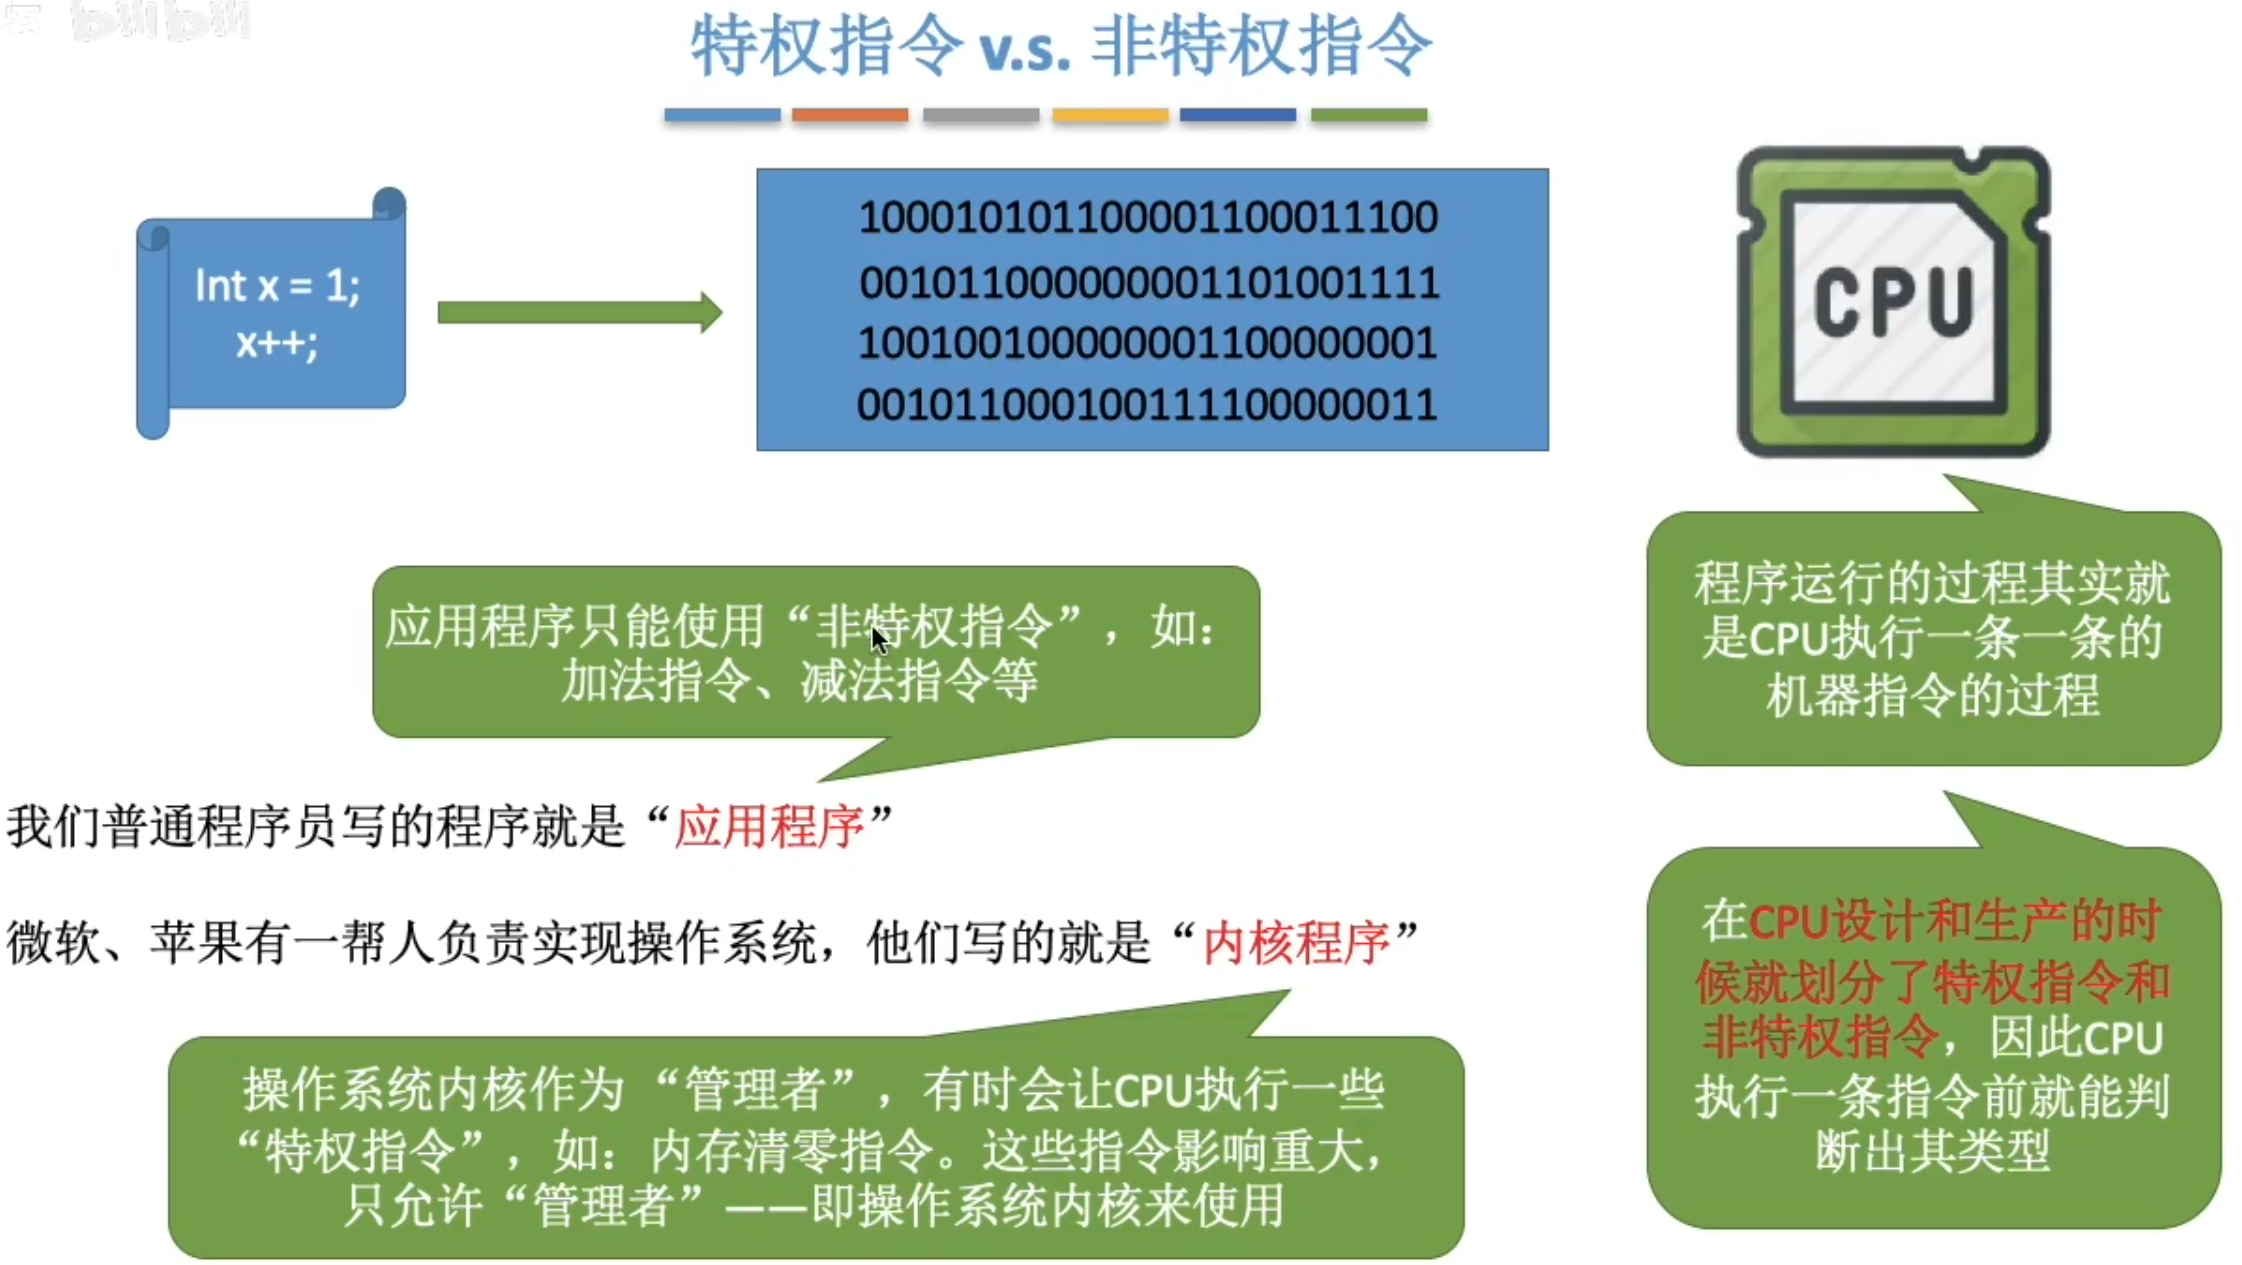 bilibili
特权指令 v.s. 非特权指令
Int x = 1;
x++;
100010101100001100011100
0010110000000001101001111
1001001000000001100000001
0010110001001111100000011
CPU
程序运行的过程其实就
是CPU执行一条一条的
机器指令的过程
应用程序只能使用“非特权指令”，如：
加法指令、减法指令等
我们普通程序员写的程序就是“应用程序”
微软、苹果有一帮人负责实现操作系统，他们写的就是“内核程序”
在CPU设计和生产的时
候就划分了特权指令和
非特权指令，因此CPU
执行一条指令前就能判
断出其类型
操作系统内核作为 “管理者”，有时会让CPU执行一些
“特权指令”，如：内存清零指令。这些指令影响重大，
只允许“管理者”——即操作系统内核来使用